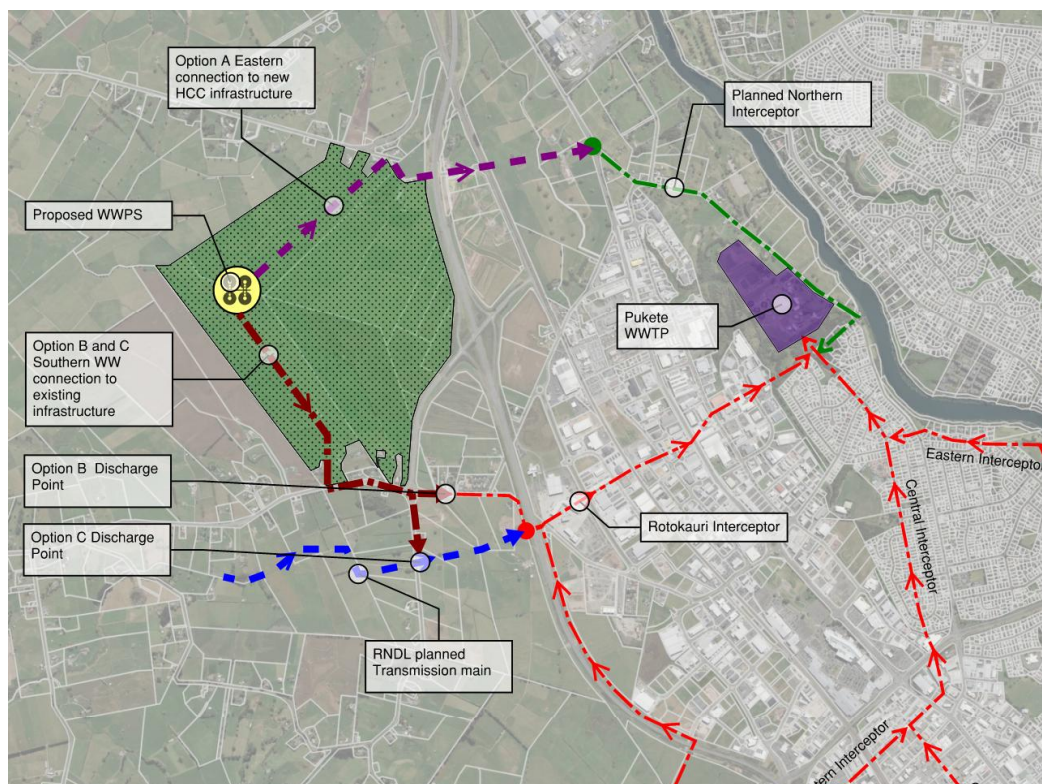 Option A Eastern
connection to new
HCC infrastructure
Planned Northern
Interceptor
Proposed WWPS
Pukete
WWTP
Option B and C
Southern WW
connection to
existing
infrastructure
Option B Discharge
Point
Eastern Interceptor
Central Interceptor
Rotokauri Interceptor
Option C Discharge
Point
RNDL planned
Transmission main
Interceptor